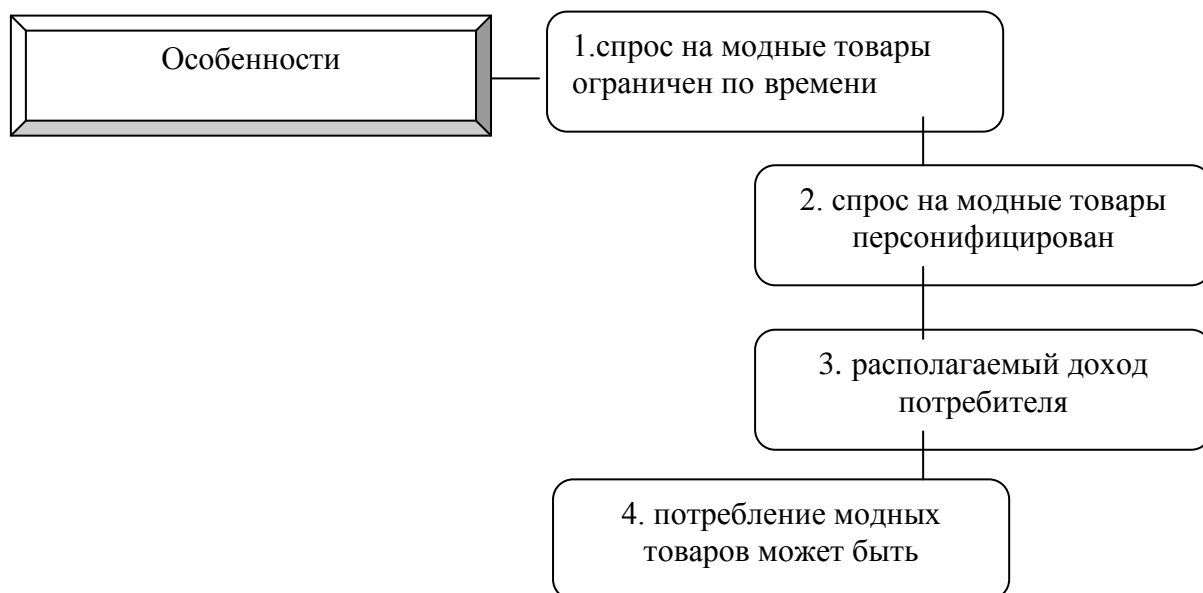 Особенности
1.спрос на модные товары
ограничен по времени
2. спрос на модные товары
персонифицирован
3. располагаемый доход
потребителя
4. потребление модных
товаров может быть